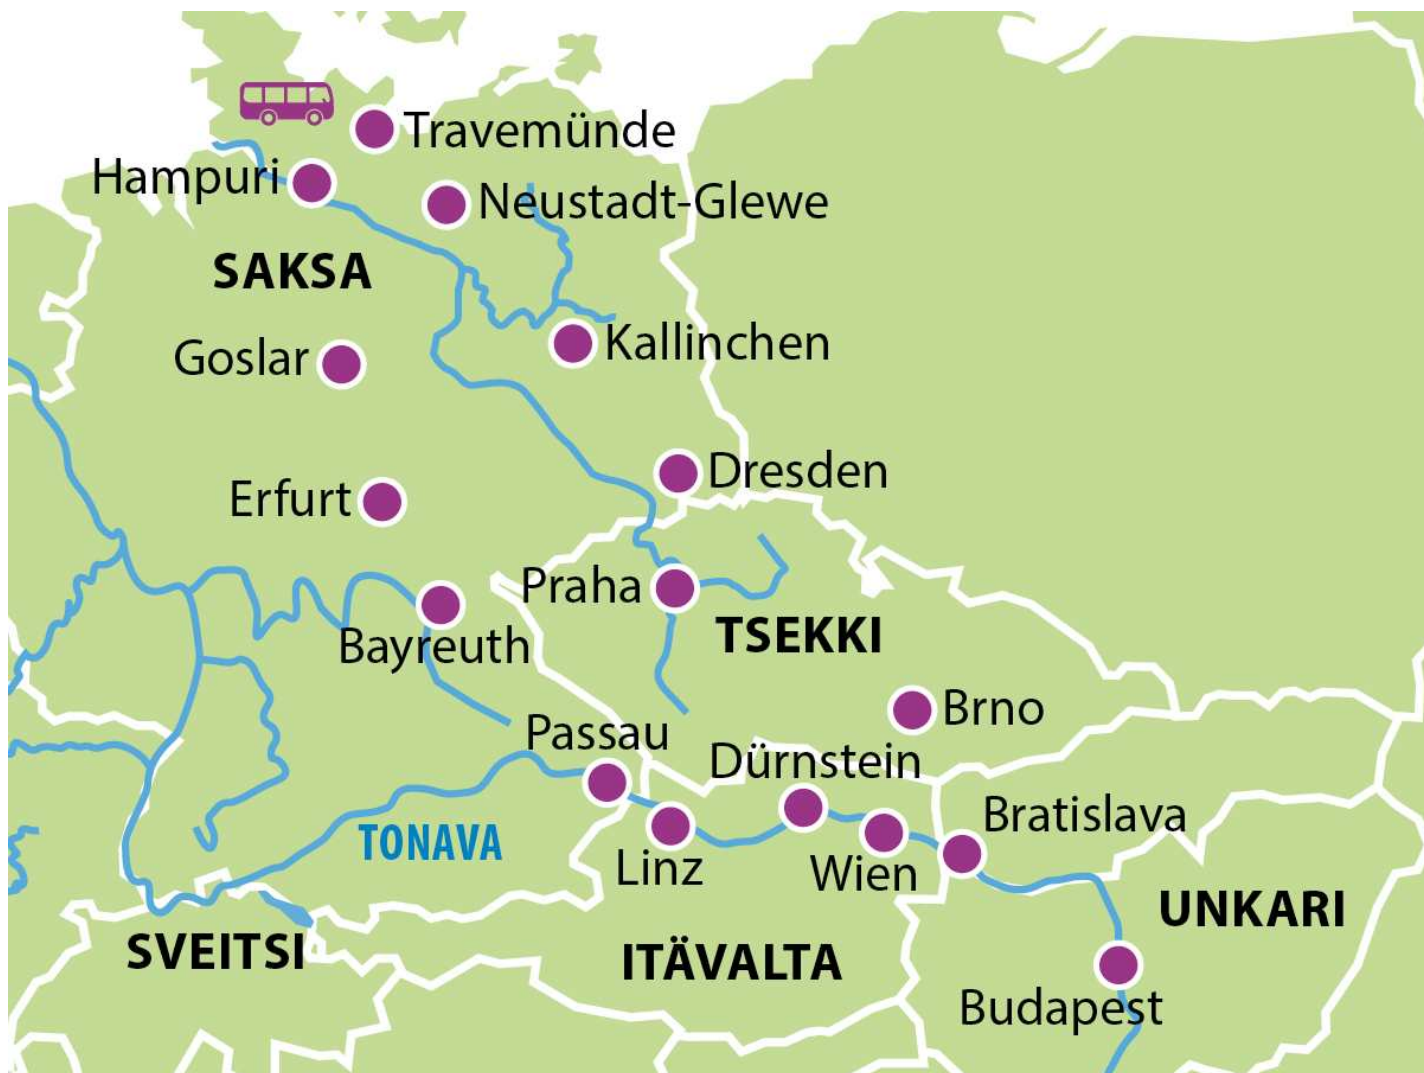 Travemünde
Hampuri
Neustadt-Glewe
SAKSA
Kallinchen
Goslar
Dresden
Erfurt
Praha
TSEKKI
Bayreuth
Brno
Passau
Dürnstein
Bratislava
TONAVA
Linz
Wien
UNKARI
SVEITSI
ITÄVALTA
Budapest